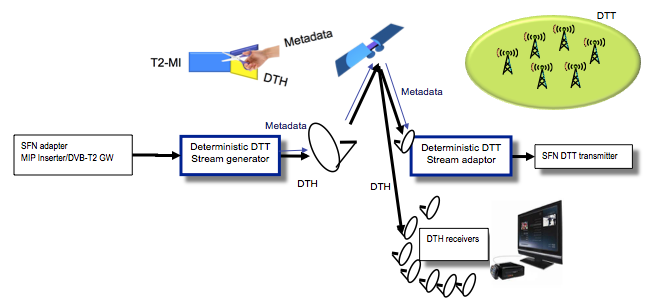 DTT
Metadata
T2-MI
DTH
Metadata
Metadata
SFN adapter
MIP Inserter/DVB-T2 GW
Deterministic DTT
Stream generator
Deterministic DTT
Stream adaptor
SFN DTT transmitter
DTH
DTH
DTH receivers